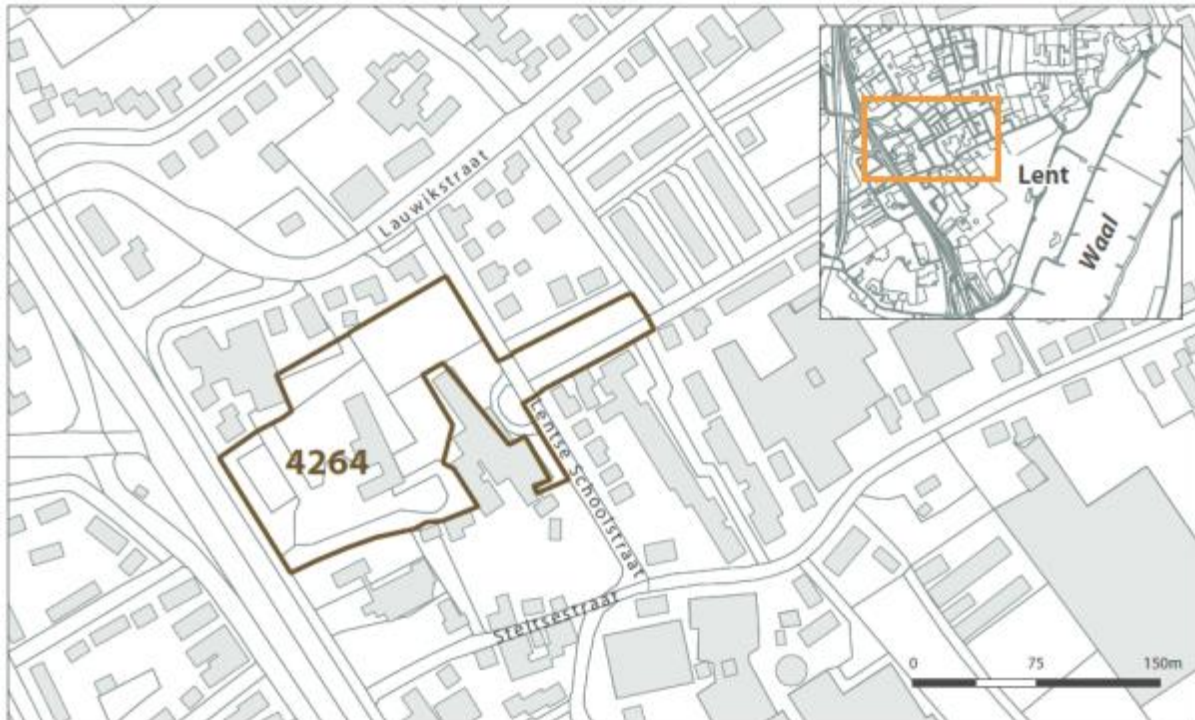 Lauwikstraat
Lent
Waal
4264
Lentse Schoolstraat
Steltsestraat
0 75 150m